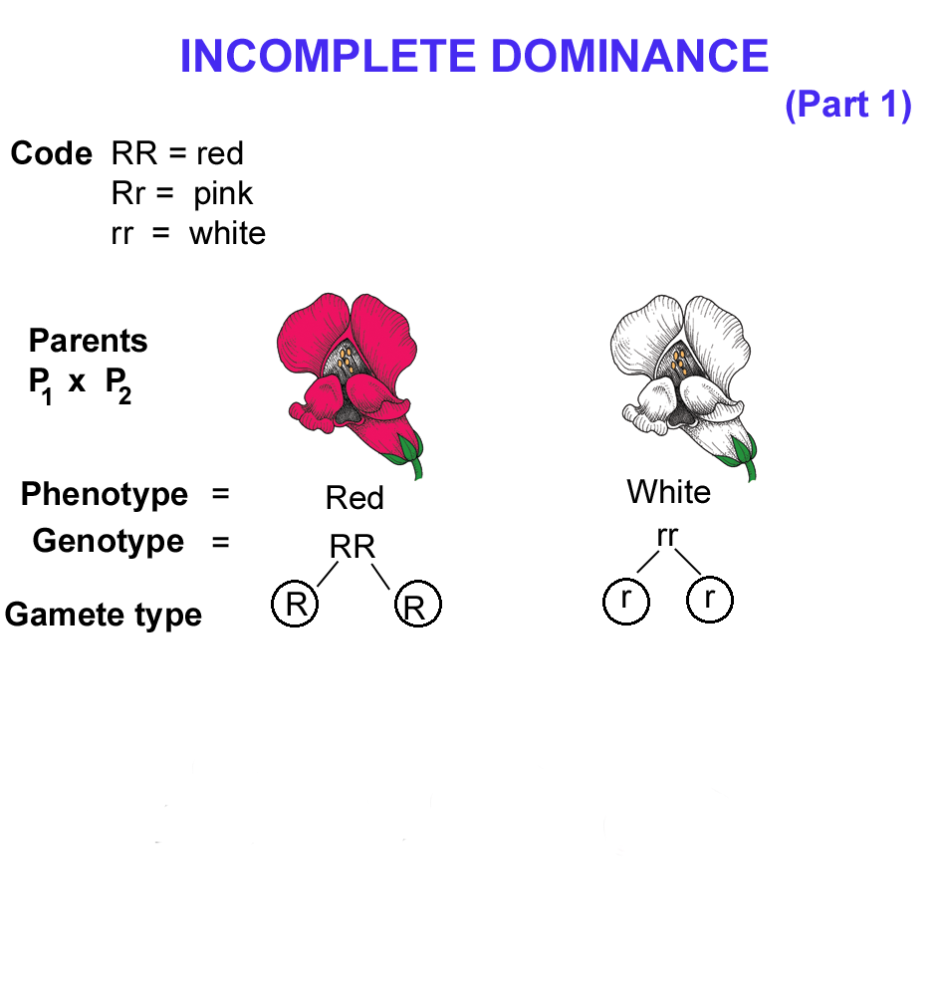 INCOMPLETE DOMINANCE
(Part 1)
Code RR = red
Rr = pink
rr = white
Parents
P1 x P2
Phenotype = Red White
Genotype = RR rr
Gamete type R R r r